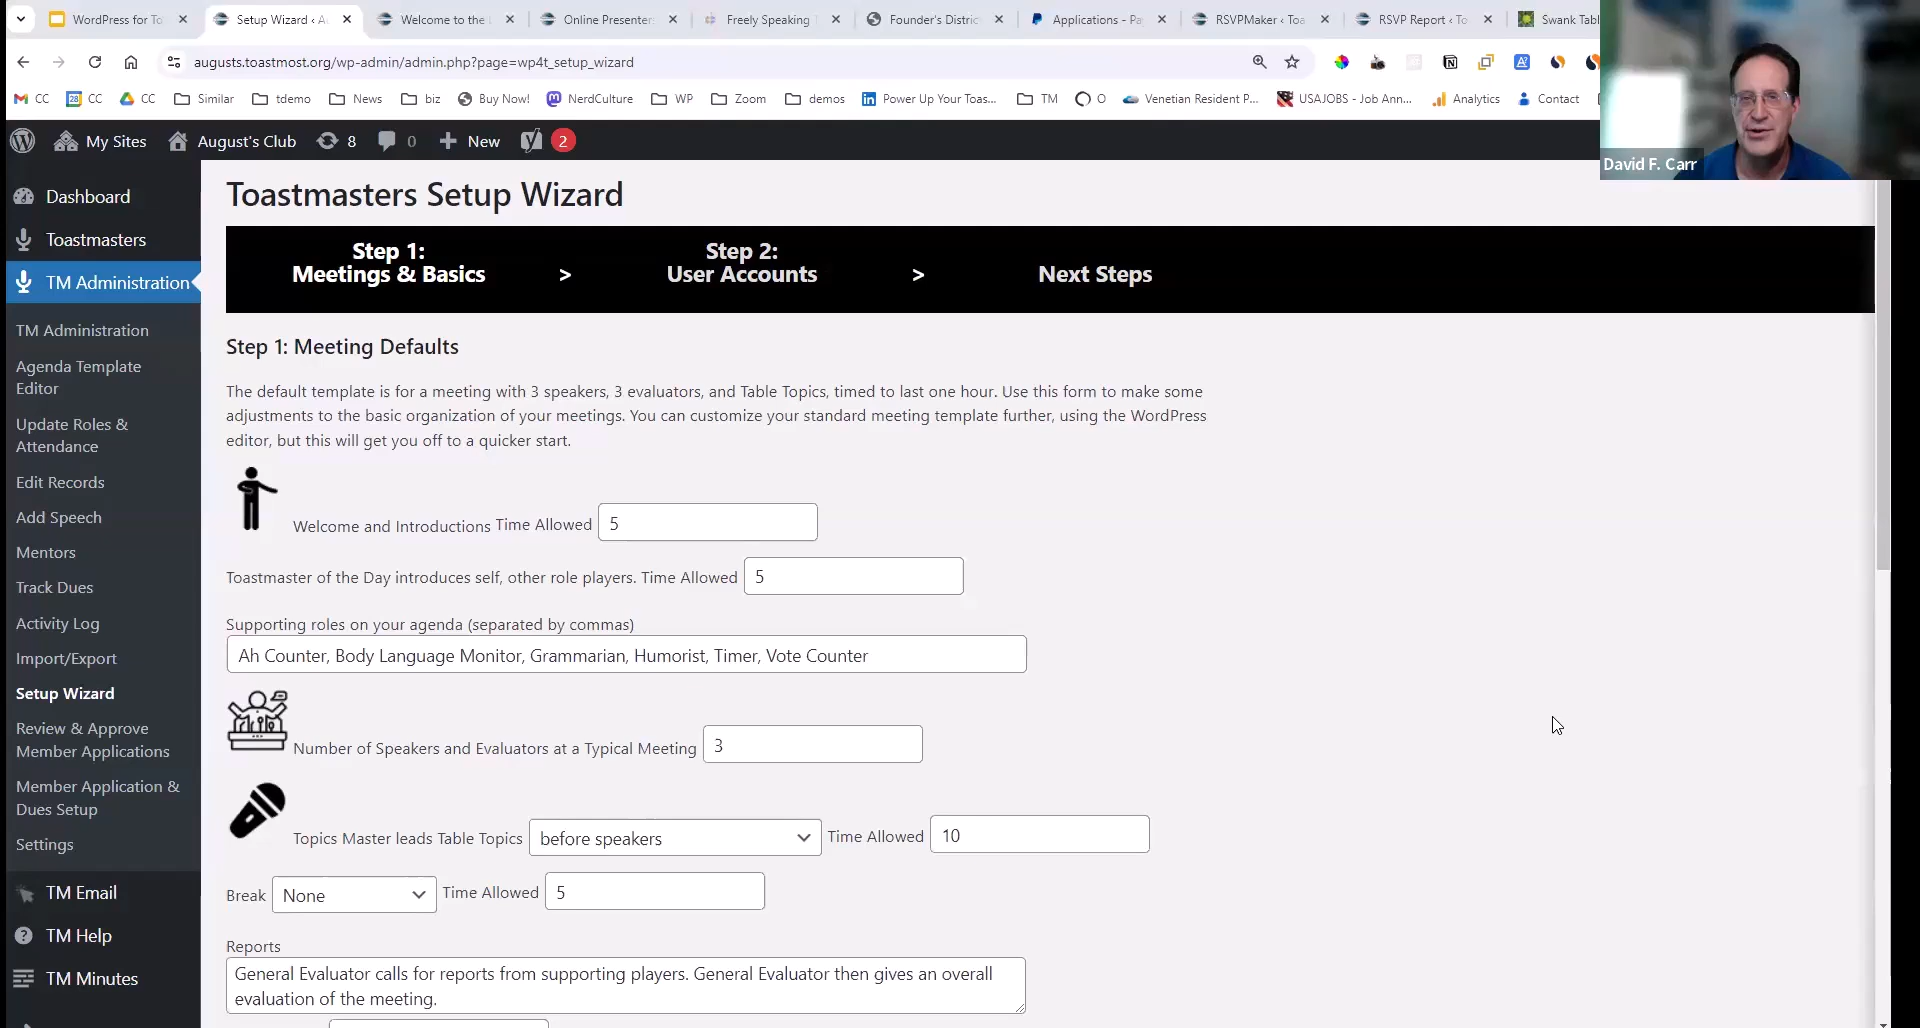 WordPress for To
Setup Wizard ‹ Au
Welcome to the
Online Presenters
Freely Speaking T
Founder's Distric
Applications - Pa
RSVPMaker ‹ Toa
RSVP Report ‹ To
Swank Tabl
augusts.toastmost.org/wp-admin/admin.php?page=wp4t_setup_wizard
CC
CC
CC
Similar
tdemo
News
biz
Buy Now!
NerdCulture
WP
Zoom
demos
Power Up Your Toas...
TM
O
Venetian Resident P...
USAJOBS - Job Ann...
Analytics
Contact
David F. Carr
My Sites
August's Club
8
0
New
2
Dashboard
Toastmasters
TM Administration
TM Administration
Agenda Template
Editor
Update Roles &
Attendance
Edit Records
Add Speech
Mentors
Track Dues
Activity Log
Import/Export
Setup Wizard
Review & Approve
Member Applications
Member Application &
Dues Setup
Settings
TM Email
TM Help
TM Minutes
Toastmasters Setup Wizard
Step 1:
Meetings & Basics
>
Step 2:
User Accounts
>
Next Steps
Step 1: Meeting Defaults
The default template is for a meeting with 3 speakers, 3 evaluators, and Table Topics, timed to last one hour. Use this form to make some
adjustments to the basic organization of your meetings. You can customize your standard meeting template further, using the WordPress
editor, but this will get you off to a quicker start.
Welcome and Introductions Time Allowed 5
Toastmaster of the Day introduces self, other role players. Time Allowed 5
Supporting roles on your agenda (separated by commas)
Ah Counter, Body Language Monitor, Grammarian, Humorist, Timer, Vote Counter
Number of Speakers and Evaluators at a Typical Meeting 3
Topics Master leads Table Topics before speakers Time Allowed 10
Break None Time Allowed 5
Reports
General Evaluator calls for reports from supporting players. General Evaluator then gives an overall
evaluation of the meeting.